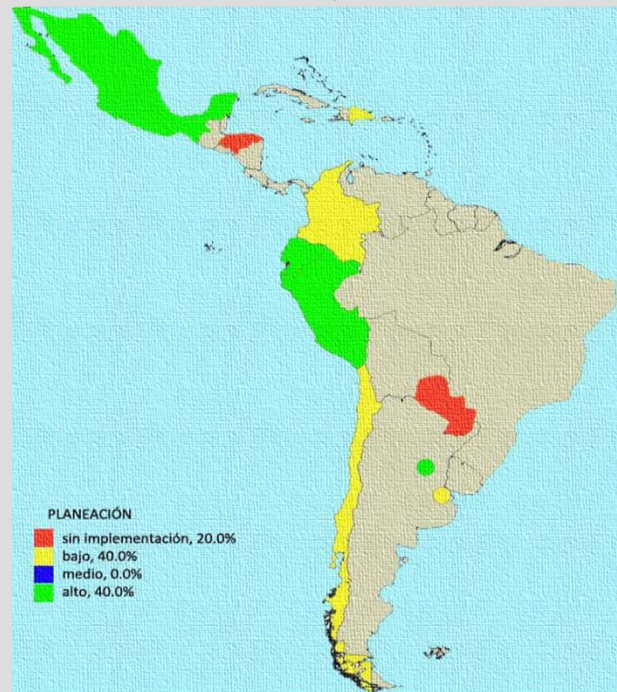 PLANEACIÓN
sin implementación, 20.0%
bajo, 40.0%
medio, 0.0%
alto, 40.0%